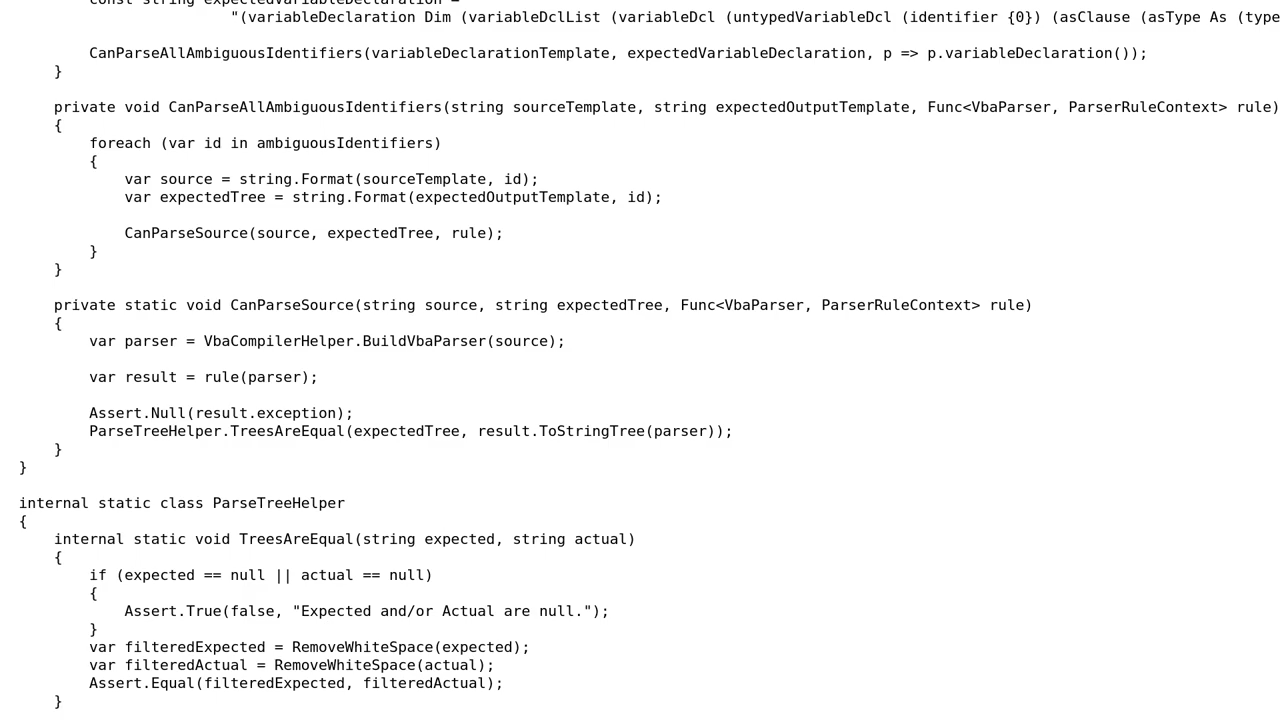 const string expectedVariableDeclaration =
"(variableDeclaration Dim (variableDclList (variableDcl (untypedVariableDcl (identifier {0}) (asClause (asType As (type
CanParseAllAmbiguousIdentifiers(variableDeclarationTemplate, expectedVariableDeclaration, p => p.variableDeclaration());
}
private void CanParseAllAmbiguousIdentifiers(string sourceTemplate, string expectedOutputTemplate, Func<VbaParser, ParserRuleContext> rule)
{
foreach (var id in ambiguousIdentifiers)
{
var source = string.Format(sourceTemplate, id);
var expectedTree = string.Format(expectedOutputTemplate, id);
CanParseSource(source, expectedTree, rule);
}
}
private static void CanParseSource(string source, string expectedTree, Func<VbaParser, ParserRuleContext> rule)
{
var parser = VbaCompilerHelper.BuildVbaParser(source);
var result = rule(parser);
Assert.Null(result.exception);
ParseTreeHelper.TreesAreEqual(expectedTree, result.ToStringTree(parser));
}
}
internal static class ParseTreeHelper
{
internal static void TreesAreEqual(string expected, string actual)
{
if (expected == null || actual == null)
{
Assert.True(false, "Expected and/or Actual are null.");
}
var filteredExpected = RemoveWhiteSpace(expected);
var filteredActual = RemoveWhiteSpace(actual);
Assert.Equal(filteredExpected, filteredActual);
}